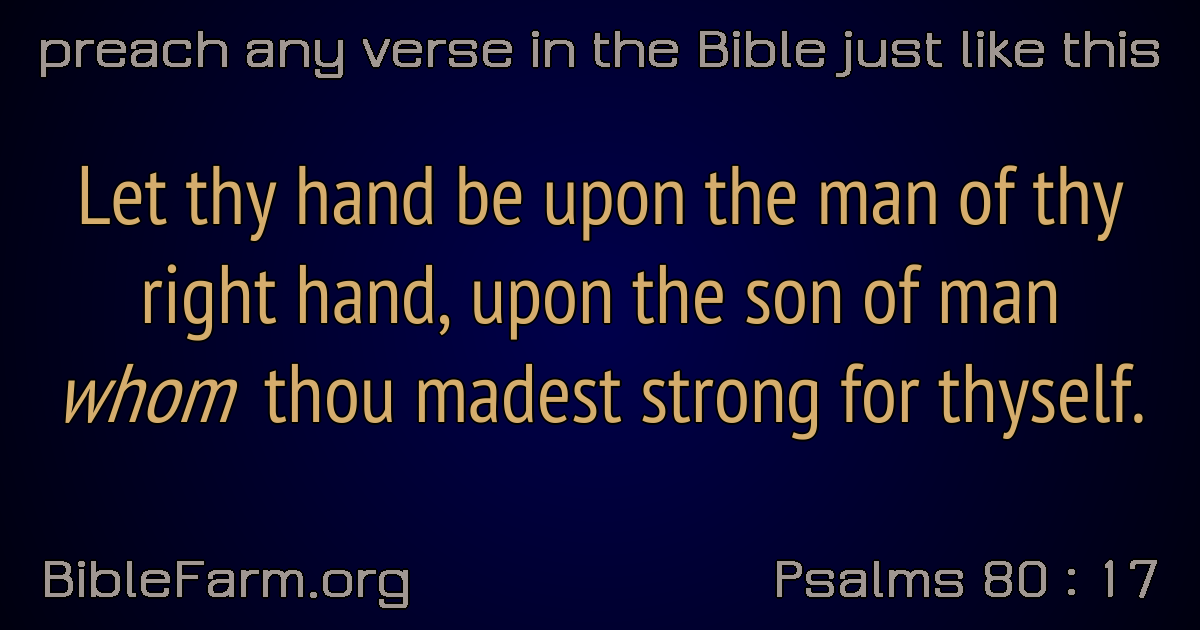 preach any verse in the Bible just like this
Let thy hand be upon the man of thy
right hand, upon the son of man
whom thou madest strong for thyself.
BibleFarm.org
Psalms 80 : 17